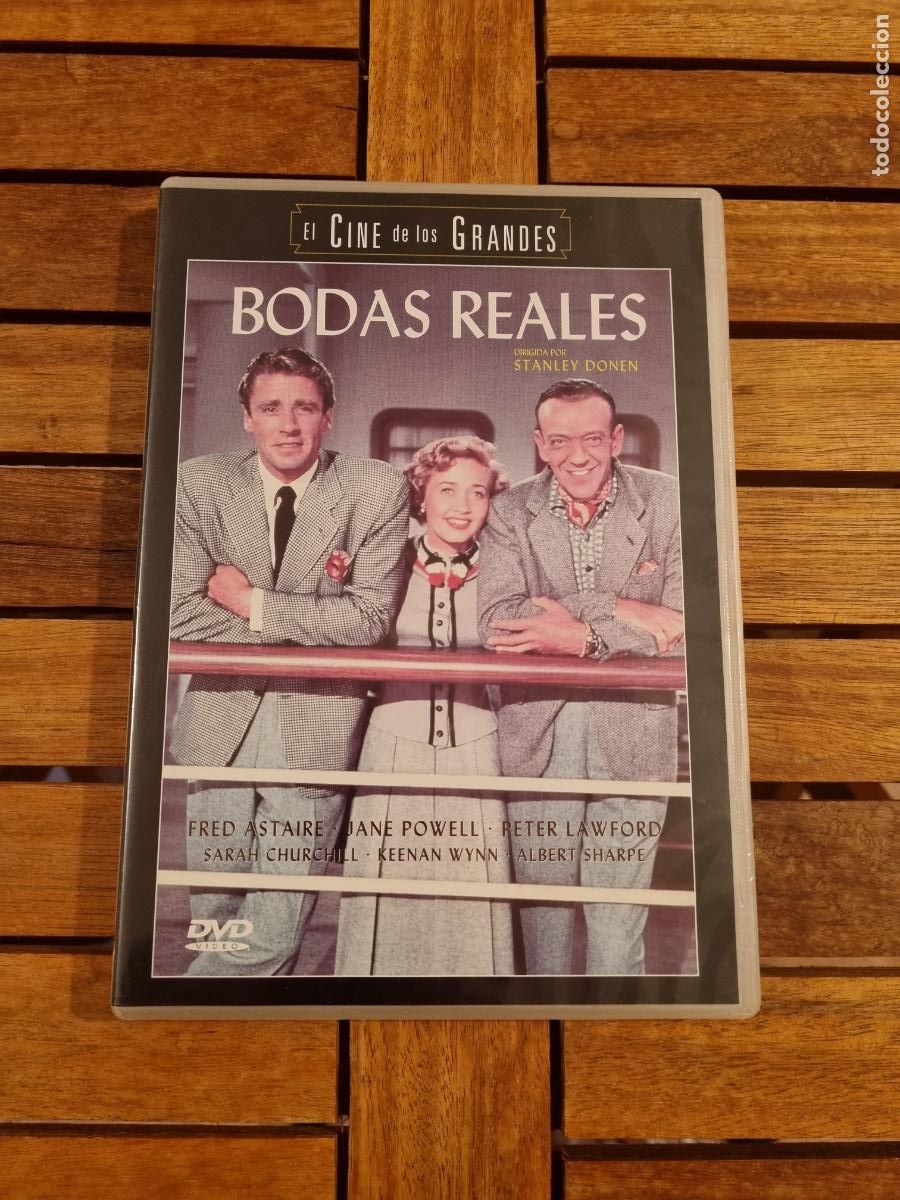 todocoleccion
El CINE de los GRANDES
BODAS REALES
DIRIGIDA POR
STANLEY DONEN
FRED ASTAIRE · JANE POWELL · PETER LAWFORD
SARAH CHURCHILL · KEENAN WYNN · ALBERT SHARPE
DVD
VIDEO